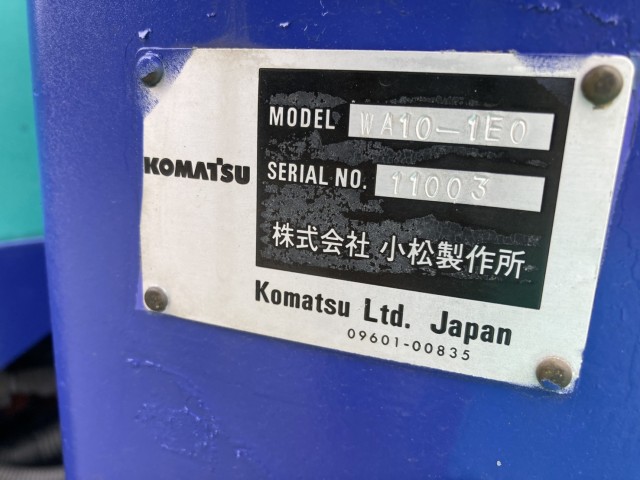 MODEL WA10-1E0
KOMATSU
SERIAL NO. 11003
株式会社 小松製作所
Komatsu Ltd. Japan
09601-00835